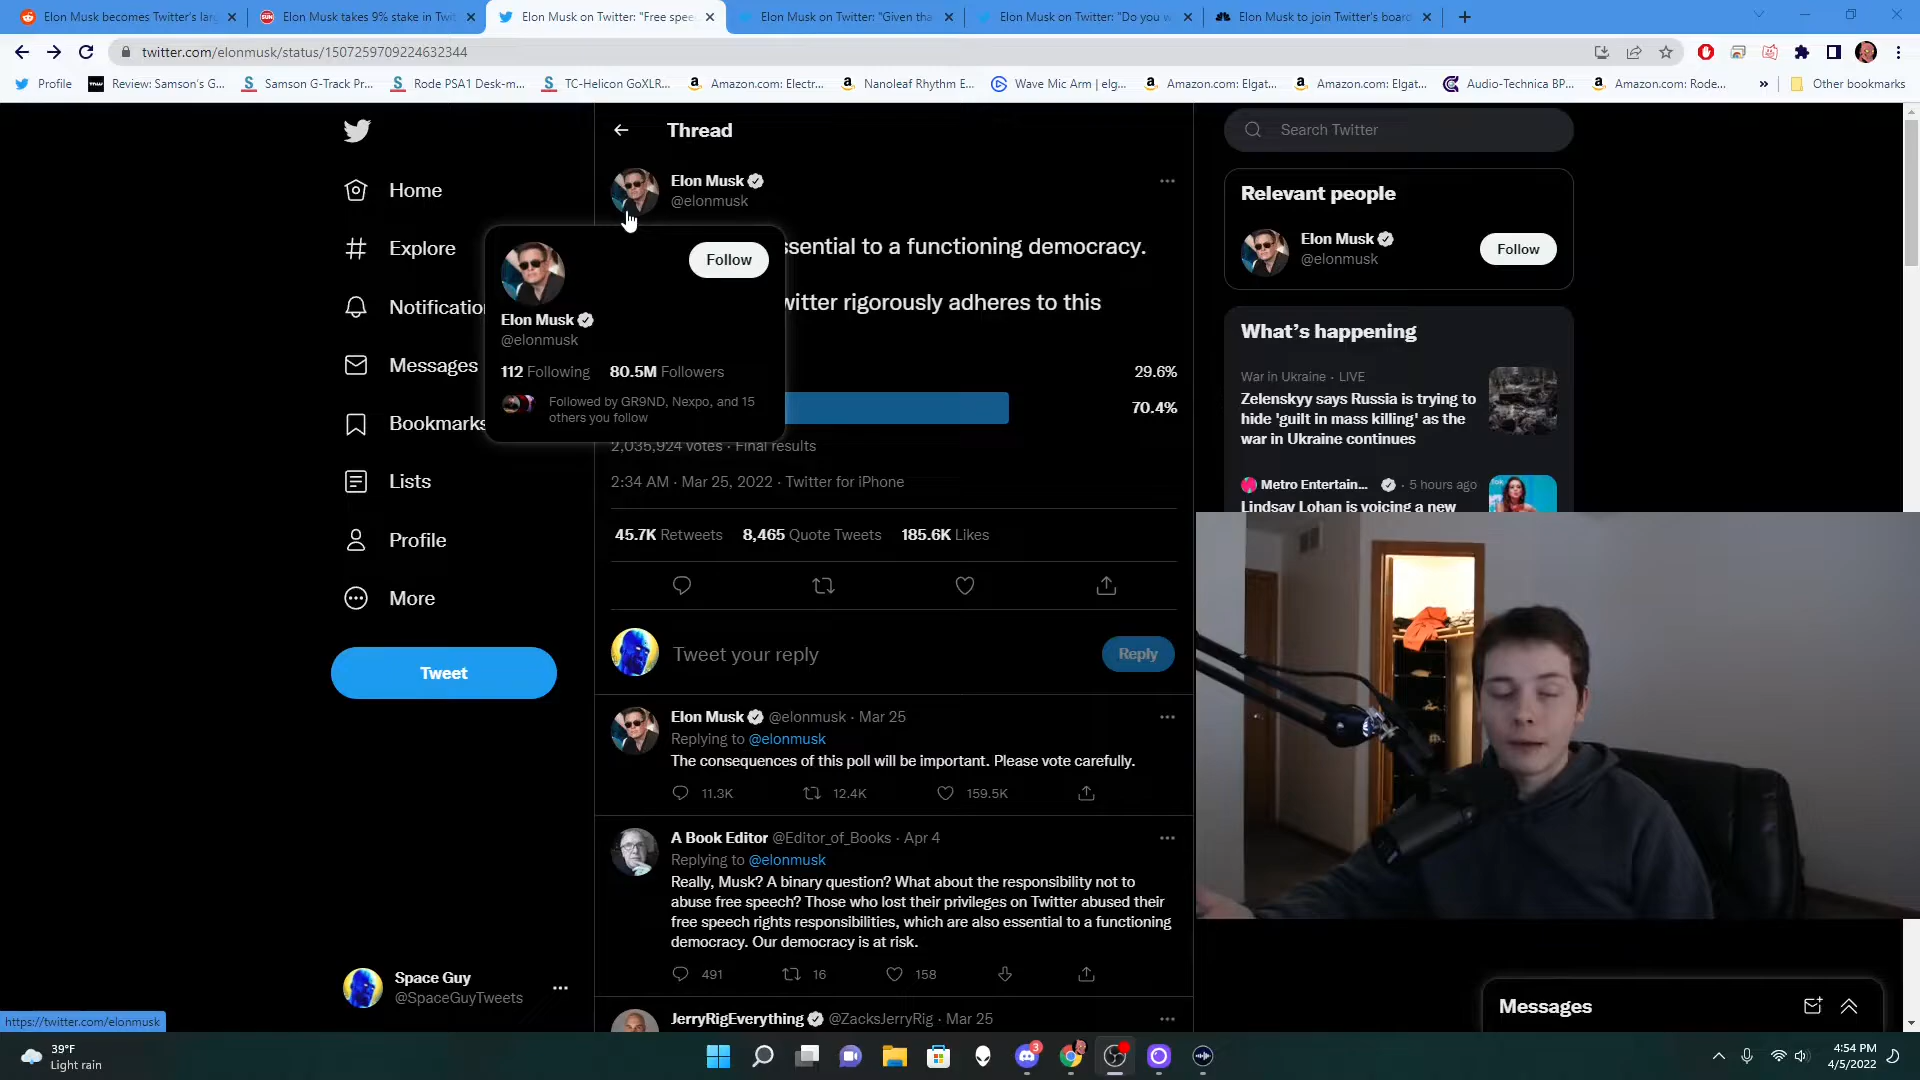 Elon Musk becomes Twitter's lar
Elon Musk takes 9% stake in Twit
Elon Musk on Twitter: "Free spee
Elon Musk on Twitter: "Given tha
Elon Musk on Twitter: "Do you w
Elon Musk to join Twitter's board
twitter.com/elonmusk/status/1507259709224632344
Profile
Review: Samson's G...
Samson G-Track Pr...
Rode PSA1 Desk-m...
TC-Helicon GoXLR...
Amazon.com: Electr...
Nanoleaf Rhythm E...
Wave Mic Arm | elg...
Amazon.com: Elgat...
Amazon.com: Elgat...
Audio-Technica BP...
Amazon.com: Rode...
»
Other bookmarks
Home
Explore
Notificatio
Messages
Bookmarks
Lists
Profile
More
Tweet
Space Guy
@SpaceGuyTweets
https://twitter.com/elonmusk
Thread
Elon Musk
@elonmusk
ssential to a functioning democracy.
witter rigorously adheres to this
29.6%
70.4%
Follow
Elon Musk
@elonmusk
112 Following 80.5M Followers
Followed by GR9ND, Nexpo, and 15
others you follow
2,035,924 votes · Final results
2:34 AM · Mar 25, 2022 · Twitter for iPhone
45.7K Retweets 8,465 Quote Tweets 185.6K Likes
Tweet your reply
Reply
Elon Musk @elonmusk · Mar 25
Replying to @elonmusk
The consequences of this poll will be important. Please vote carefully.
11.3K 12.4K 159.5K
A Book Editor @Editor_of_Books · Apr 4
Replying to @elonmusk
Really, Musk? A binary question? What about the responsibility not to
abuse free speech? Those who lost their privileges on Twitter abused their
free speech rights responsibilities, which are also essential to a functioning
democracy. Our democracy is at risk.
491 16 158
JerryRigEverything @ZacksJerryRig · Mar 25
Search Twitter
Relevant people
Elon Musk
@elonmusk
Follow
What's happening
War in Ukraine · LIVE
Zelenskyy says Russia is trying to
hide 'guilt in mass killing' as the
war in Ukraine continues
Metro Entertain... · 5 hours ago
Lindsay Lohan is voicing a new
Messages
39°F
Light rain
3
4:54 PM
4/5/2022